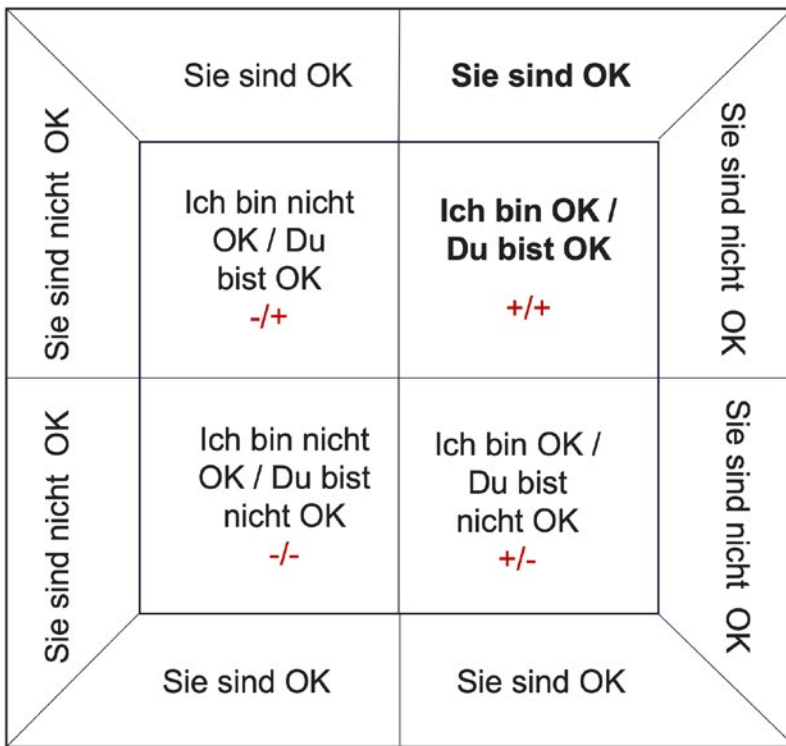 Sie sind OK
Sie sind OK
Sie sind nicht OK
Ich bin nicht
OK / Du
bist OK
-/+
Ich bin OK /
Du bist OK
+/+
Sie sind nicht OK
Sie sind nicht OK
Ich bin nicht
OK / Du bist
nicht OK
-/-
Ich bin OK /
Du bist
nicht OK
+/-
Sie sind nicht OK
Sie sind OK
Sie sind OK